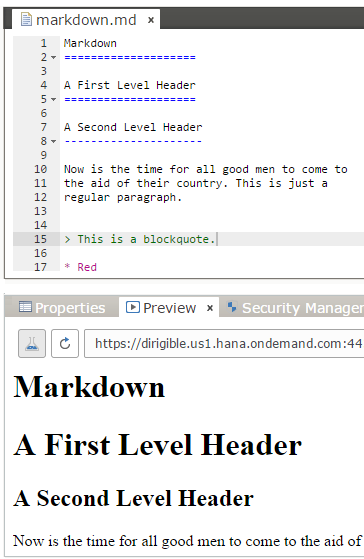 markdown.md x
1 Markdown
2 ====================
3
4 A First Level Header
5 ====================
6
7 A Second Level Header
8 ---------------------
9
10 Now is the time for all good men to come to
11 the aid of their country. This is just a
12 regular paragraph.
13
14
15 > This is a blockquote.
16
17 * Red
Properties Preview x Security Manager
https://dirigible.us1.hana.ondemand.com:44
Markdown
A First Level Header
A Second Level Header
Now is the time for all good men to come to the aid of